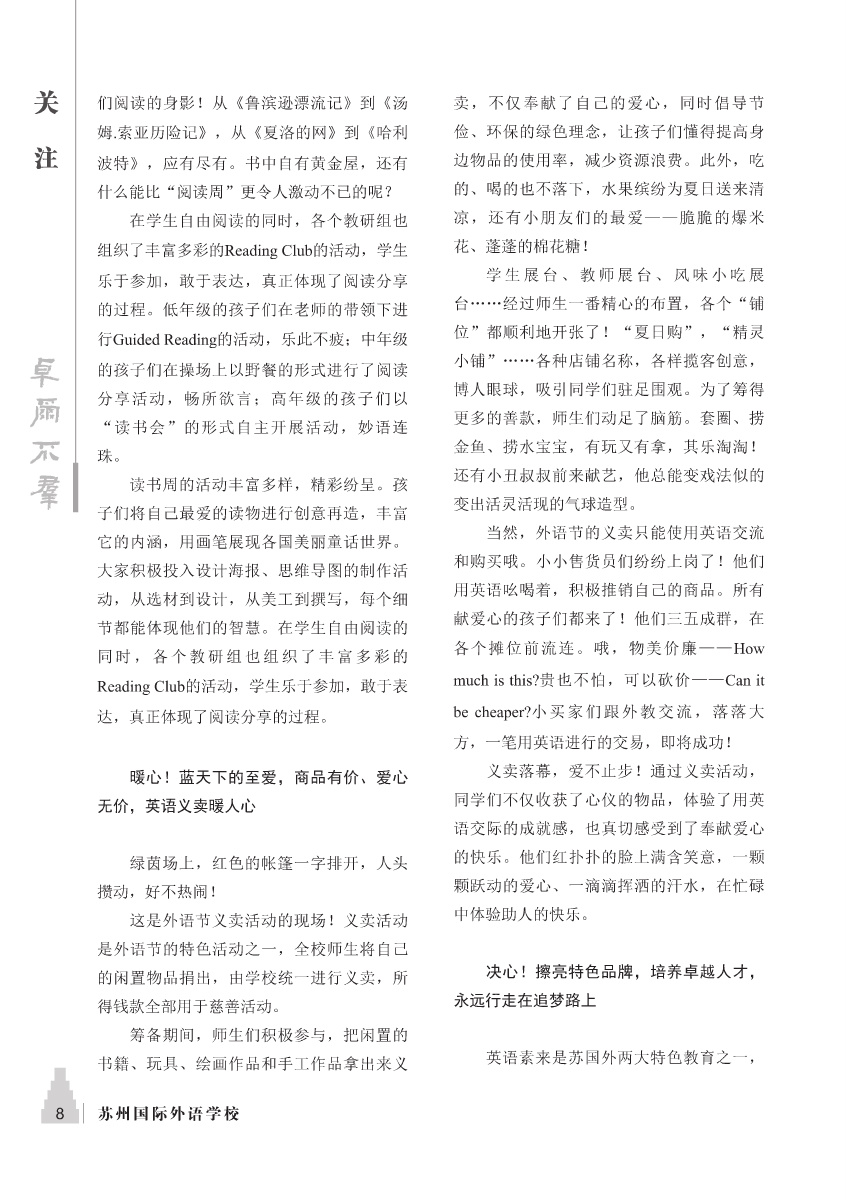 关
注
卓尔不群
们阅读的身影！从《鲁滨逊漂流记》到《汤
姆.索亚历险记》，从《夏洛的网》到《哈利
波特》，应有尽有。书中自有黄金屋，还有
什么能比“阅读周”更令人激动不已的呢？
在学生自由阅读的同时，各个教研组也
组织了丰富多彩的Reading Club的活动，学生
乐于参加，敢于表达，真正体现了阅读分享
的过程。低年级的孩子们在老师的带领下进
行Guided Reading的活动，乐此不疲；中年级
的孩子们在操场上以野餐的形式进行了阅读
分享活动，畅所欲言；高年级的孩子们以
“读书会”的形式自主开展活动，妙语连
珠。
读书周的活动丰富多样，精彩纷呈。孩
子们将自己最爱的读物进行创意再造，丰富
它的内涵，用画笔展现各国美丽童话世界。
大家积极投入设计海报、思维导图的制作活
动，从选材到设计，从美工到撰写，每个细
节都能体现他们的智慧。在学生自由阅读的
同时，各个教研组也组织了丰富多彩的
Reading Club的活动，学生乐于参加，敢于表
达，真正体现了阅读分享的过程。
暖心！蓝天下的至爱，商品有价、爱心
无价，英语义卖暖人心
绿茵场上，红色的帐篷一字排开，人头
攒动，好不热闹！
这是外语节义卖活动的现场！义卖活动
是外语节的特色活动之一，全校师生将自己
的闲置物品捐出，由学校统一进行义卖，所
得钱款全部用于慈善活动。
筹备期间，师生们积极参与，把闲置的
书籍、玩具、绘画作品和手工作品拿出来义
卖，不仅奉献了自己的爱心，同时倡导节
俭、环保的绿色理念，让孩子们懂得提高身
边物品的使用率，减少资源浪费。此外，吃
的、喝的也不落下，水果缤纷为夏日送来清
凉，还有小朋友们的最爱——脆脆的爆米
花、蓬蓬的棉花糖！
学生展台、教师展台、风味小吃展
台……经过师生一番精心的布置，各个“铺
位”都顺利地开张了！“夏日购”，“精灵
小铺”……各种店铺名称，各样揽客创意，
博人眼球，吸引同学们驻足围观。为了筹得
更多的善款，师生们动足了脑筋。套圈、捞
金鱼、捞水宝宝，有玩又有拿，其乐淘淘！
还有小丑叔叔前来献艺，他总能变戏法似的
变出活灵活现的气球造型。
当然，外语节的义卖只能使用英语交流
和购买哦。小小售货员们纷纷上岗了！他们
用英语吆喝着，积极推销自己的商品。所有
献爱心的孩子们都来了！他们三五成群，在
各个摊位前流连。哦，物美价廉——How
much is this?贵也不怕，可以砍价——Can it
be cheaper?小买家们跟外教交流，落落大
方，一笔用英语进行的交易，即将成功！
义卖落幕，爱不止步！通过义卖活动，
同学们不仅收获了心仪的物品，体验了用英
语交际的成就感，也真切感受到了奉献爱心
的快乐。他们红扑扑的脸上满含笑意，一颗
颗跃动的爱心、一滴滴挥洒的汗水，在忙碌
中体验助人的快乐。
决心！擦亮特色品牌，培养卓越人才，
永远行走在追梦路上
英语素来是苏国外两大特色教育之一，
8
苏州国际外语学校